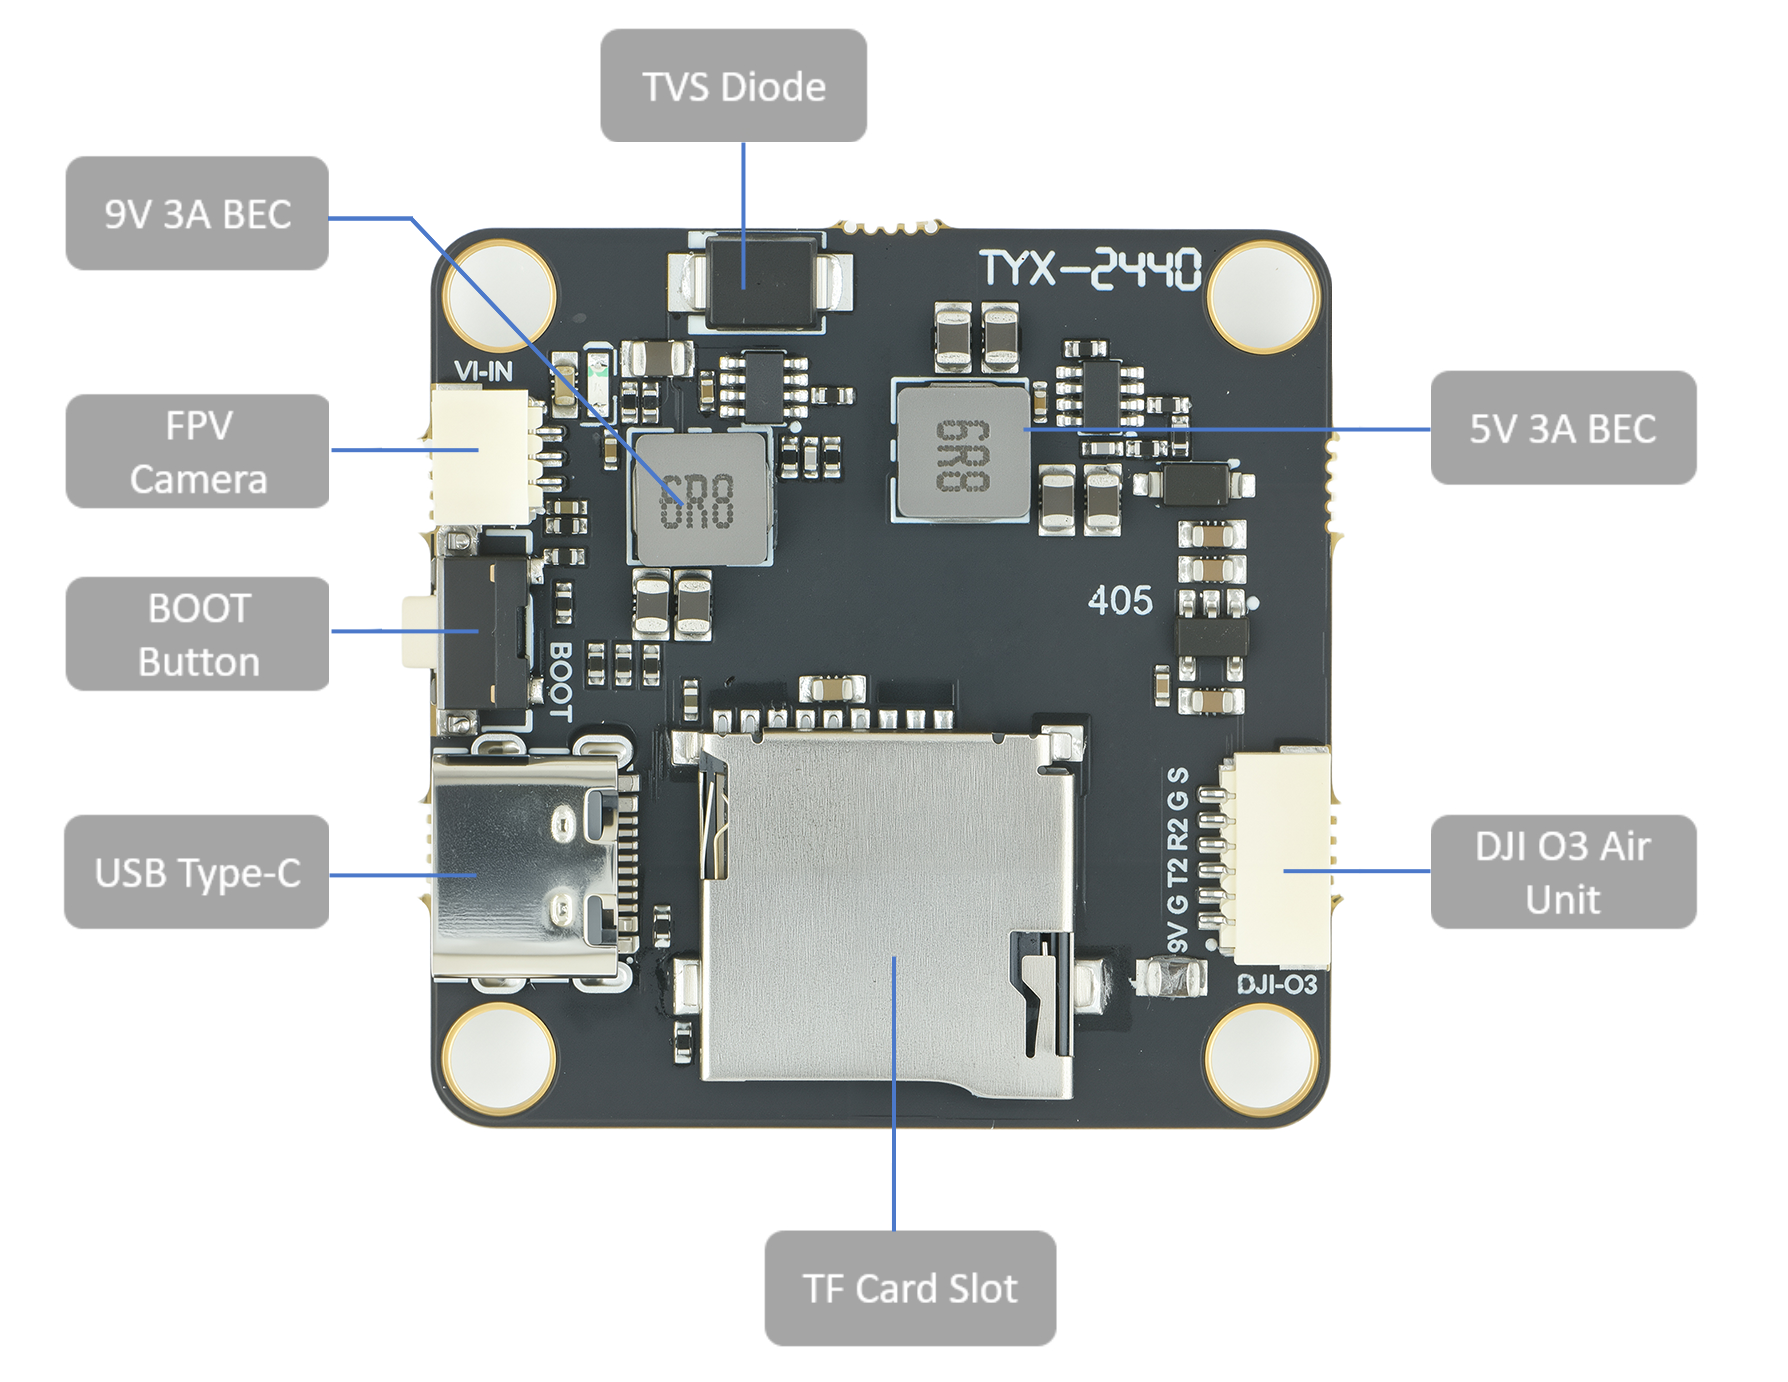 TVS Diode
9V 3A BEC
TYX-2440
VI-IN
FPV
Camera
6R8
6R8
5V 3A BEC
BOOT
Button
BOOT
405
USB Type-C
9V G T2 R2 G S
DJI O3 Air
Unit
DJI-O3
TF Card Slot